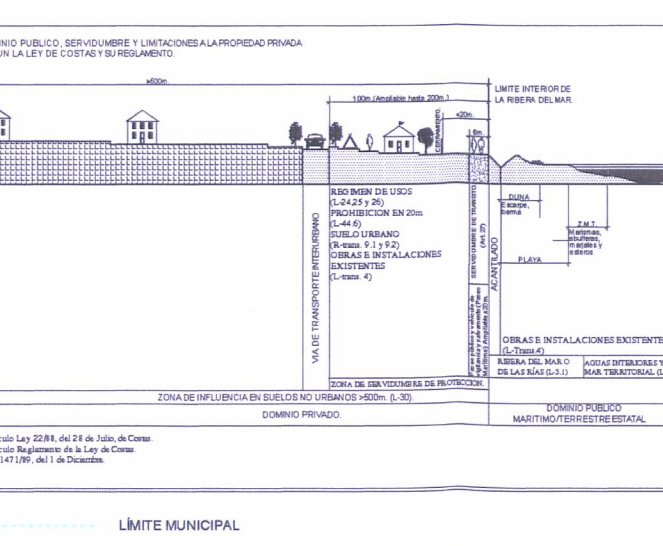 INIO PUBLICO, SERVIDUMBRE Y LIMITACIONES A LA PROPIEDAD PRIVADA
UN LA LEY DE COSTAS Y SU REGLAMENTO.
>500m.
100m.(Ampliable hasta 200m.)
LIMITE INTERIOR DE
LA RIBERA DEL MAR
<20m.
6m.
CERRAMIENTO.
REGIMEN DE USOS
(L-24,25 y 26)
PROHIBICION EN 20m
(L-44.6)
SUELO URBANO
(R-trans. 9.1 y 9.2)
OBRAS E INSTALACIONES
EXISTENTES
(L-trans. 4)
VIA DE TRANSPORTE INTERURBANO
SERVIDUMBRE DE TRANSITO
(Art. 27)
ACANTILADO
DUNA
Escarpe,
berma
Z.M.T.
Marismas,
albuferas,
marjales y
esteros
PLAYA
OBRAS E INSTALACIONES EXISTENTE
(L-Trans.4)
RIBERA DEL MAR O
DE LAS RÍAS (L-3.1)
AGUAS INTERIORES Y
MAR TERRITORIAL (L
ZONA DE SERVIDUMBRE DE PROTECCION.
ZONA DE INFLUENCIA EN SUELOS NO URBANOS >500m. (L-30).
DOMINIO PRIVADO.
DOMINIO PUBLICO
MARITIMO/TERRESTRE ESTATAL
culo Ley 22/88, del 28 de Julio, de Costas.
culo Reglamento de la Ley de Costas.
1471/89, del 1 de Diciembre.
LÍMITE MUNICIPAL